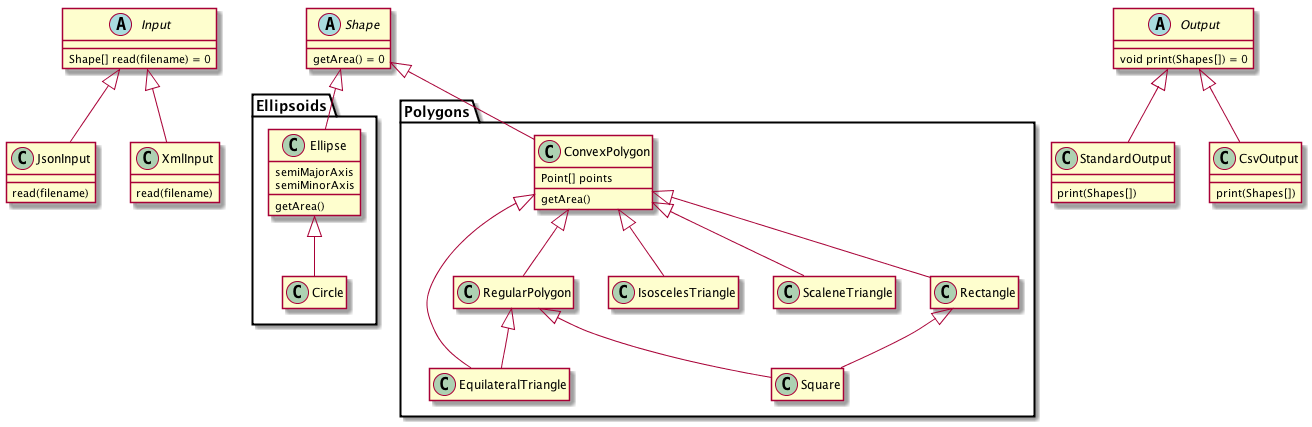 A Input
Shape[] read(filename) = 0
A Shape
getArea() = 0
A Output
void print(Shapes[]) = 0
C JsonInput
read(filename)
C XmlInput
read(filename)
Ellipsoids
C Ellipse
semiMajorAxis
semiMinorAxis
getArea()
C Circle
Polygons
C ConvexPolygon
Point[] points
getArea()
C RegularPolygon
C IsoscelesTriangle
C ScaleneTriangle
C Rectangle
C EquilateralTriangle
C Square
C StandardOutput
print(Shapes[])
C CsvOutput
print(Shapes[])